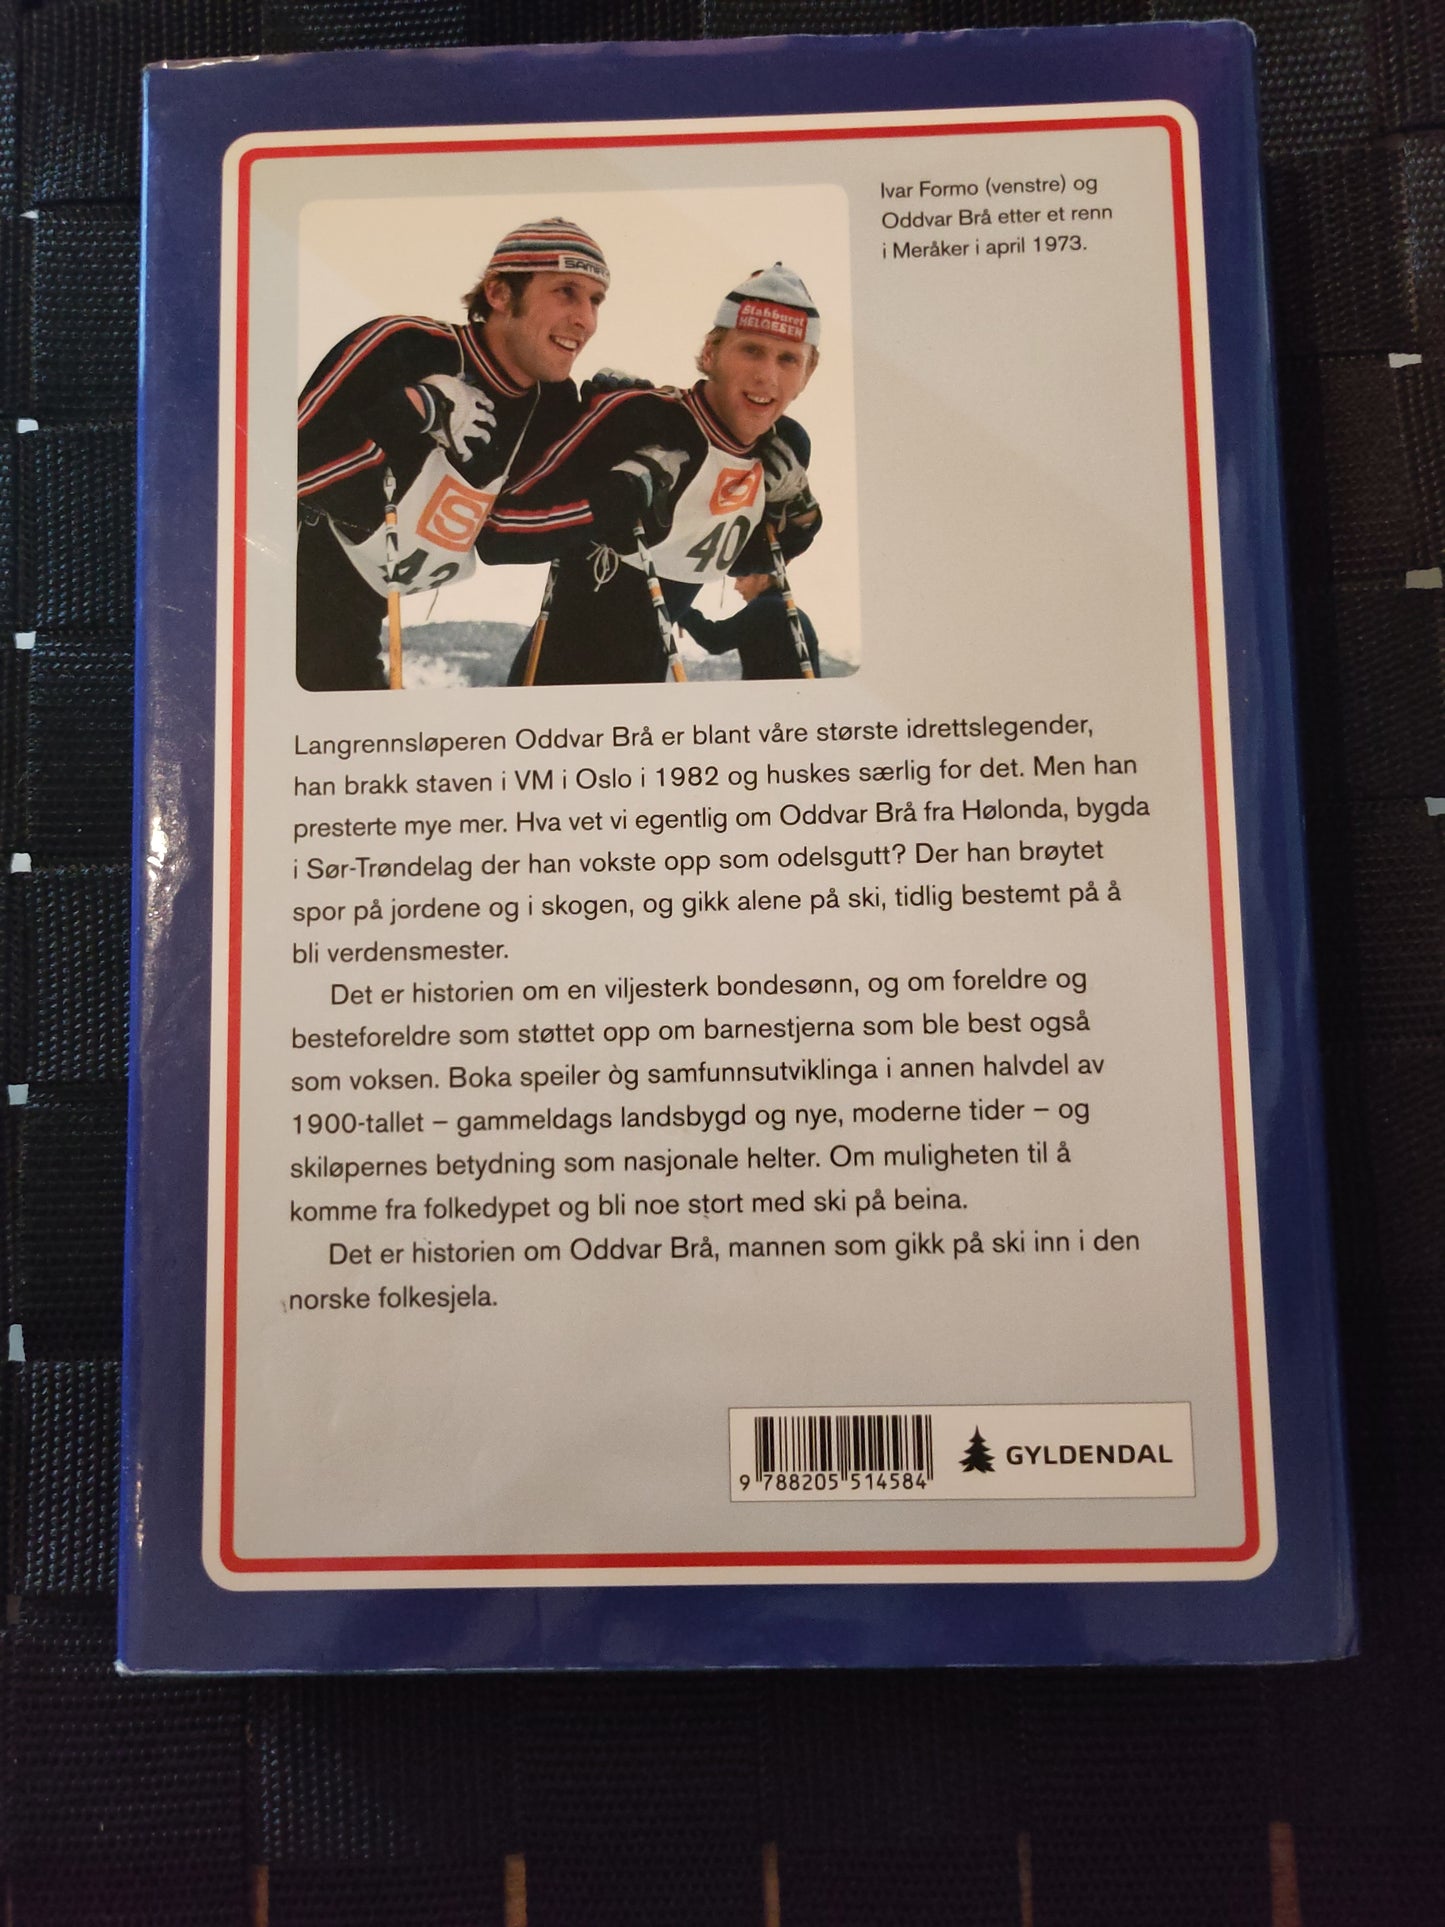 Ivar Formo (venstre) og
Oddvar Brå etter et renn
i Meråker i april 1973.
Stabburet
HELGESEN
S
S
40
Langrennsløperen Oddvar Brå er blant våre største idrettslegender,
han brakk staven i VM i Oslo i 1982 og huskes særlig for det. Men han
presterte mye mer. Hva vet vi egentlig om Oddvar Brå fra Hølonda, bygda
i Sør-Trøndelag der han vokste opp som odelsgutt? Der han brøytet
spor på jordene og i skogen, og gikk alene på ski, tidlig bestemt på å
bli verdensmester.
Det er historien om en viljesterk bondesønn, og om foreldre og
besteforeldre som støttet opp om barnestjerna som ble best også
som voksen. Boka speiler òg samfunnsutviklinga i annen halvdel av
1900-tallet – gammeldags landsbygd og nye, moderne tider – og
skiløpernes betydning som nasjonale helter. Om muligheten til å
komme fra folkedypet og bli noe stort med ski på beina.
Det er historien om Oddvar Brå, mannen som gikk på ski inn i den
norske folkesjela.
9 788205 514584
GYLDENDAL